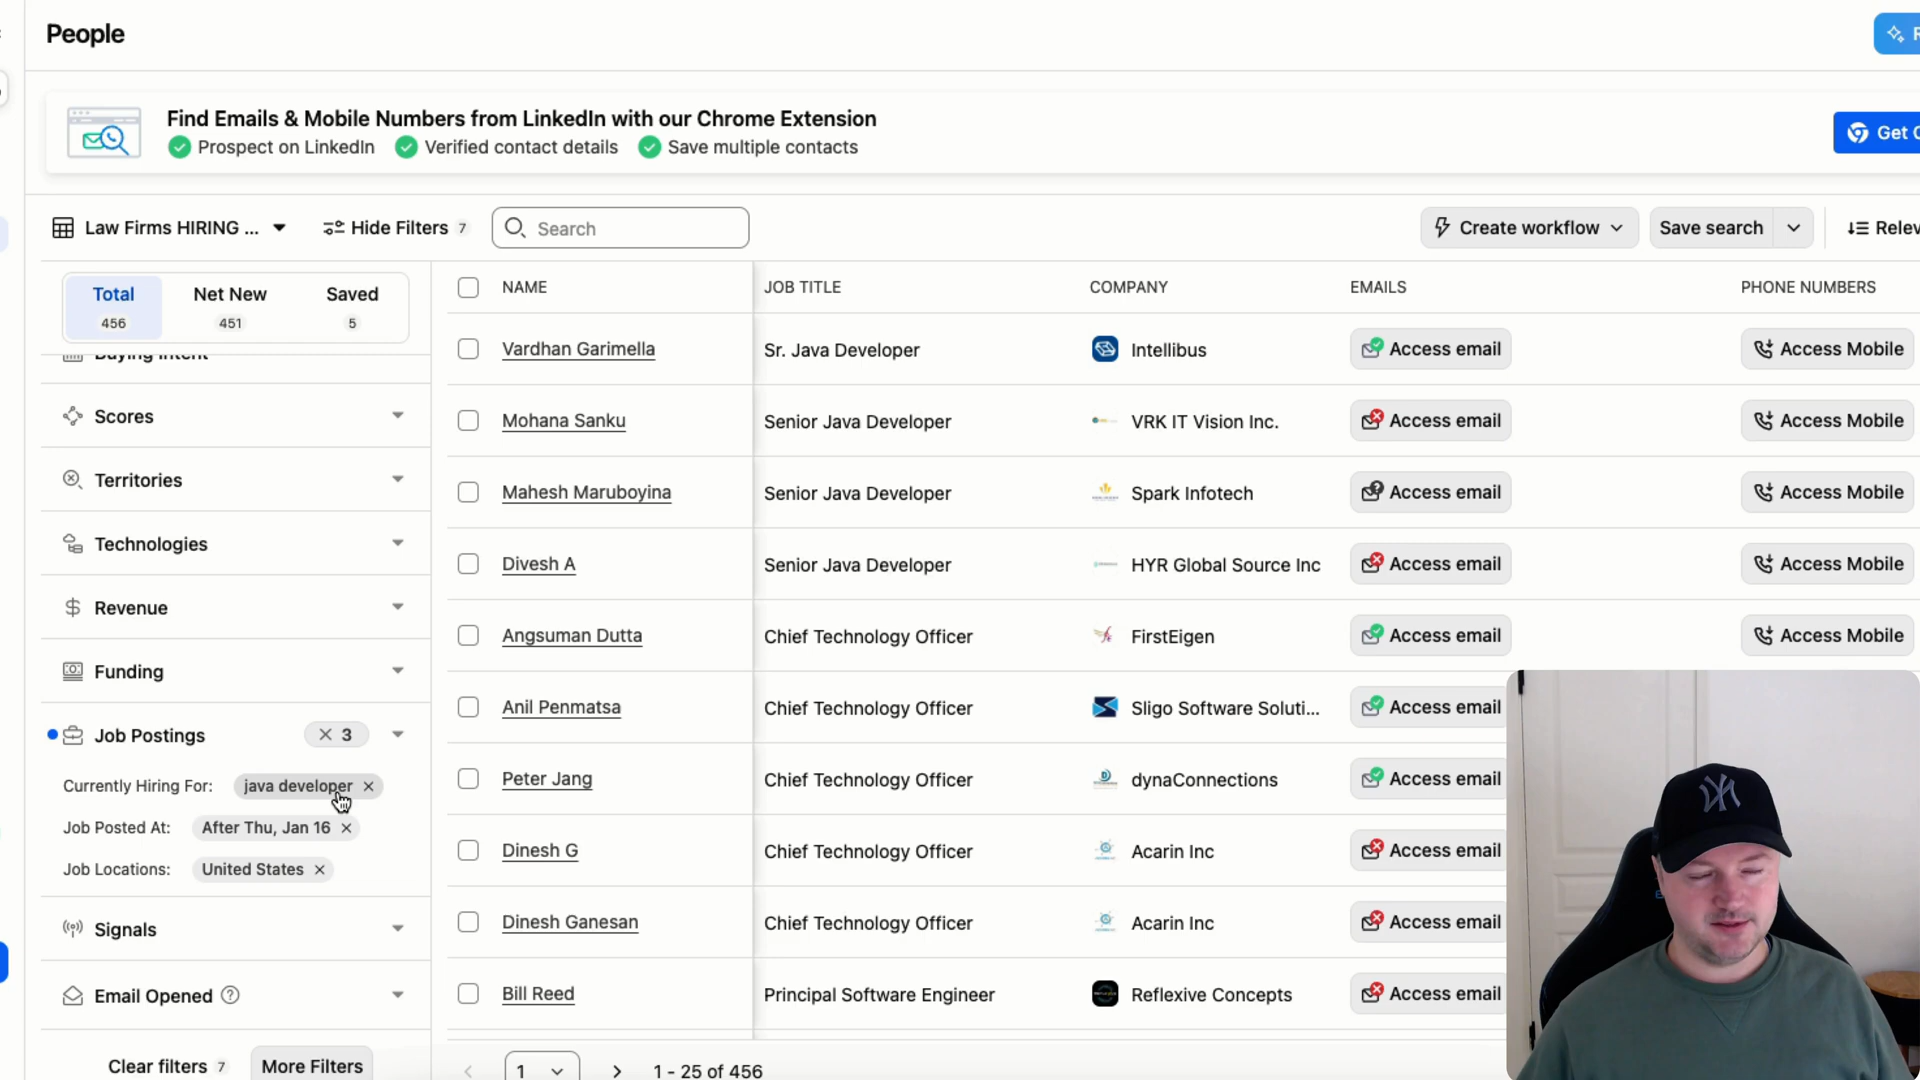 People
Find Emails & Mobile Numbers from LinkedIn with our Chrome Extension
Prospect on LinkedIn Verified contact details Save multiple contacts
Get
Law Firms HIRING ... Hide Filters 7 Search Create workflow Save search Relev
Total Net New Saved
456 451 5
Buying Intent
Scores
Territories
Technologies
Revenue
Funding
Job Postings 3
Currently Hiring For: java developer
Job Posted At: After Thu, Jan 16
Job Locations: United States
Signals
Email Opened ?
Clear filters 7 More Filters
NAME JOB TITLE COMPANY EMAILS PHONE NUMBERS
Vardhan Garimella Sr. Java Developer Intellibus Access email Access Mobile
Mohana Sanku Senior Java Developer VRK IT Vision Inc. Access email Access Mobile
Mahesh Maruboyina Senior Java Developer Spark Infotech Access email Access Mobile
Divesh A Senior Java Developer HYR Global Source Inc Access email Access Mobile
Angsuman Dutta Chief Technology Officer FirstEigen Access email Access Mobile
Anil Penmatsa Chief Technology Officer Sligo Software Soluti... Access email
Peter Jang Chief Technology Officer dynaConnections Access email
Dinesh G Chief Technology Officer Acarin Inc Access email
Dinesh Ganesan Chief Technology Officer Acarin Inc Access email
Bill Reed Principal Software Engineer Reflexive Concepts Access email
1 1 - 25 of 456